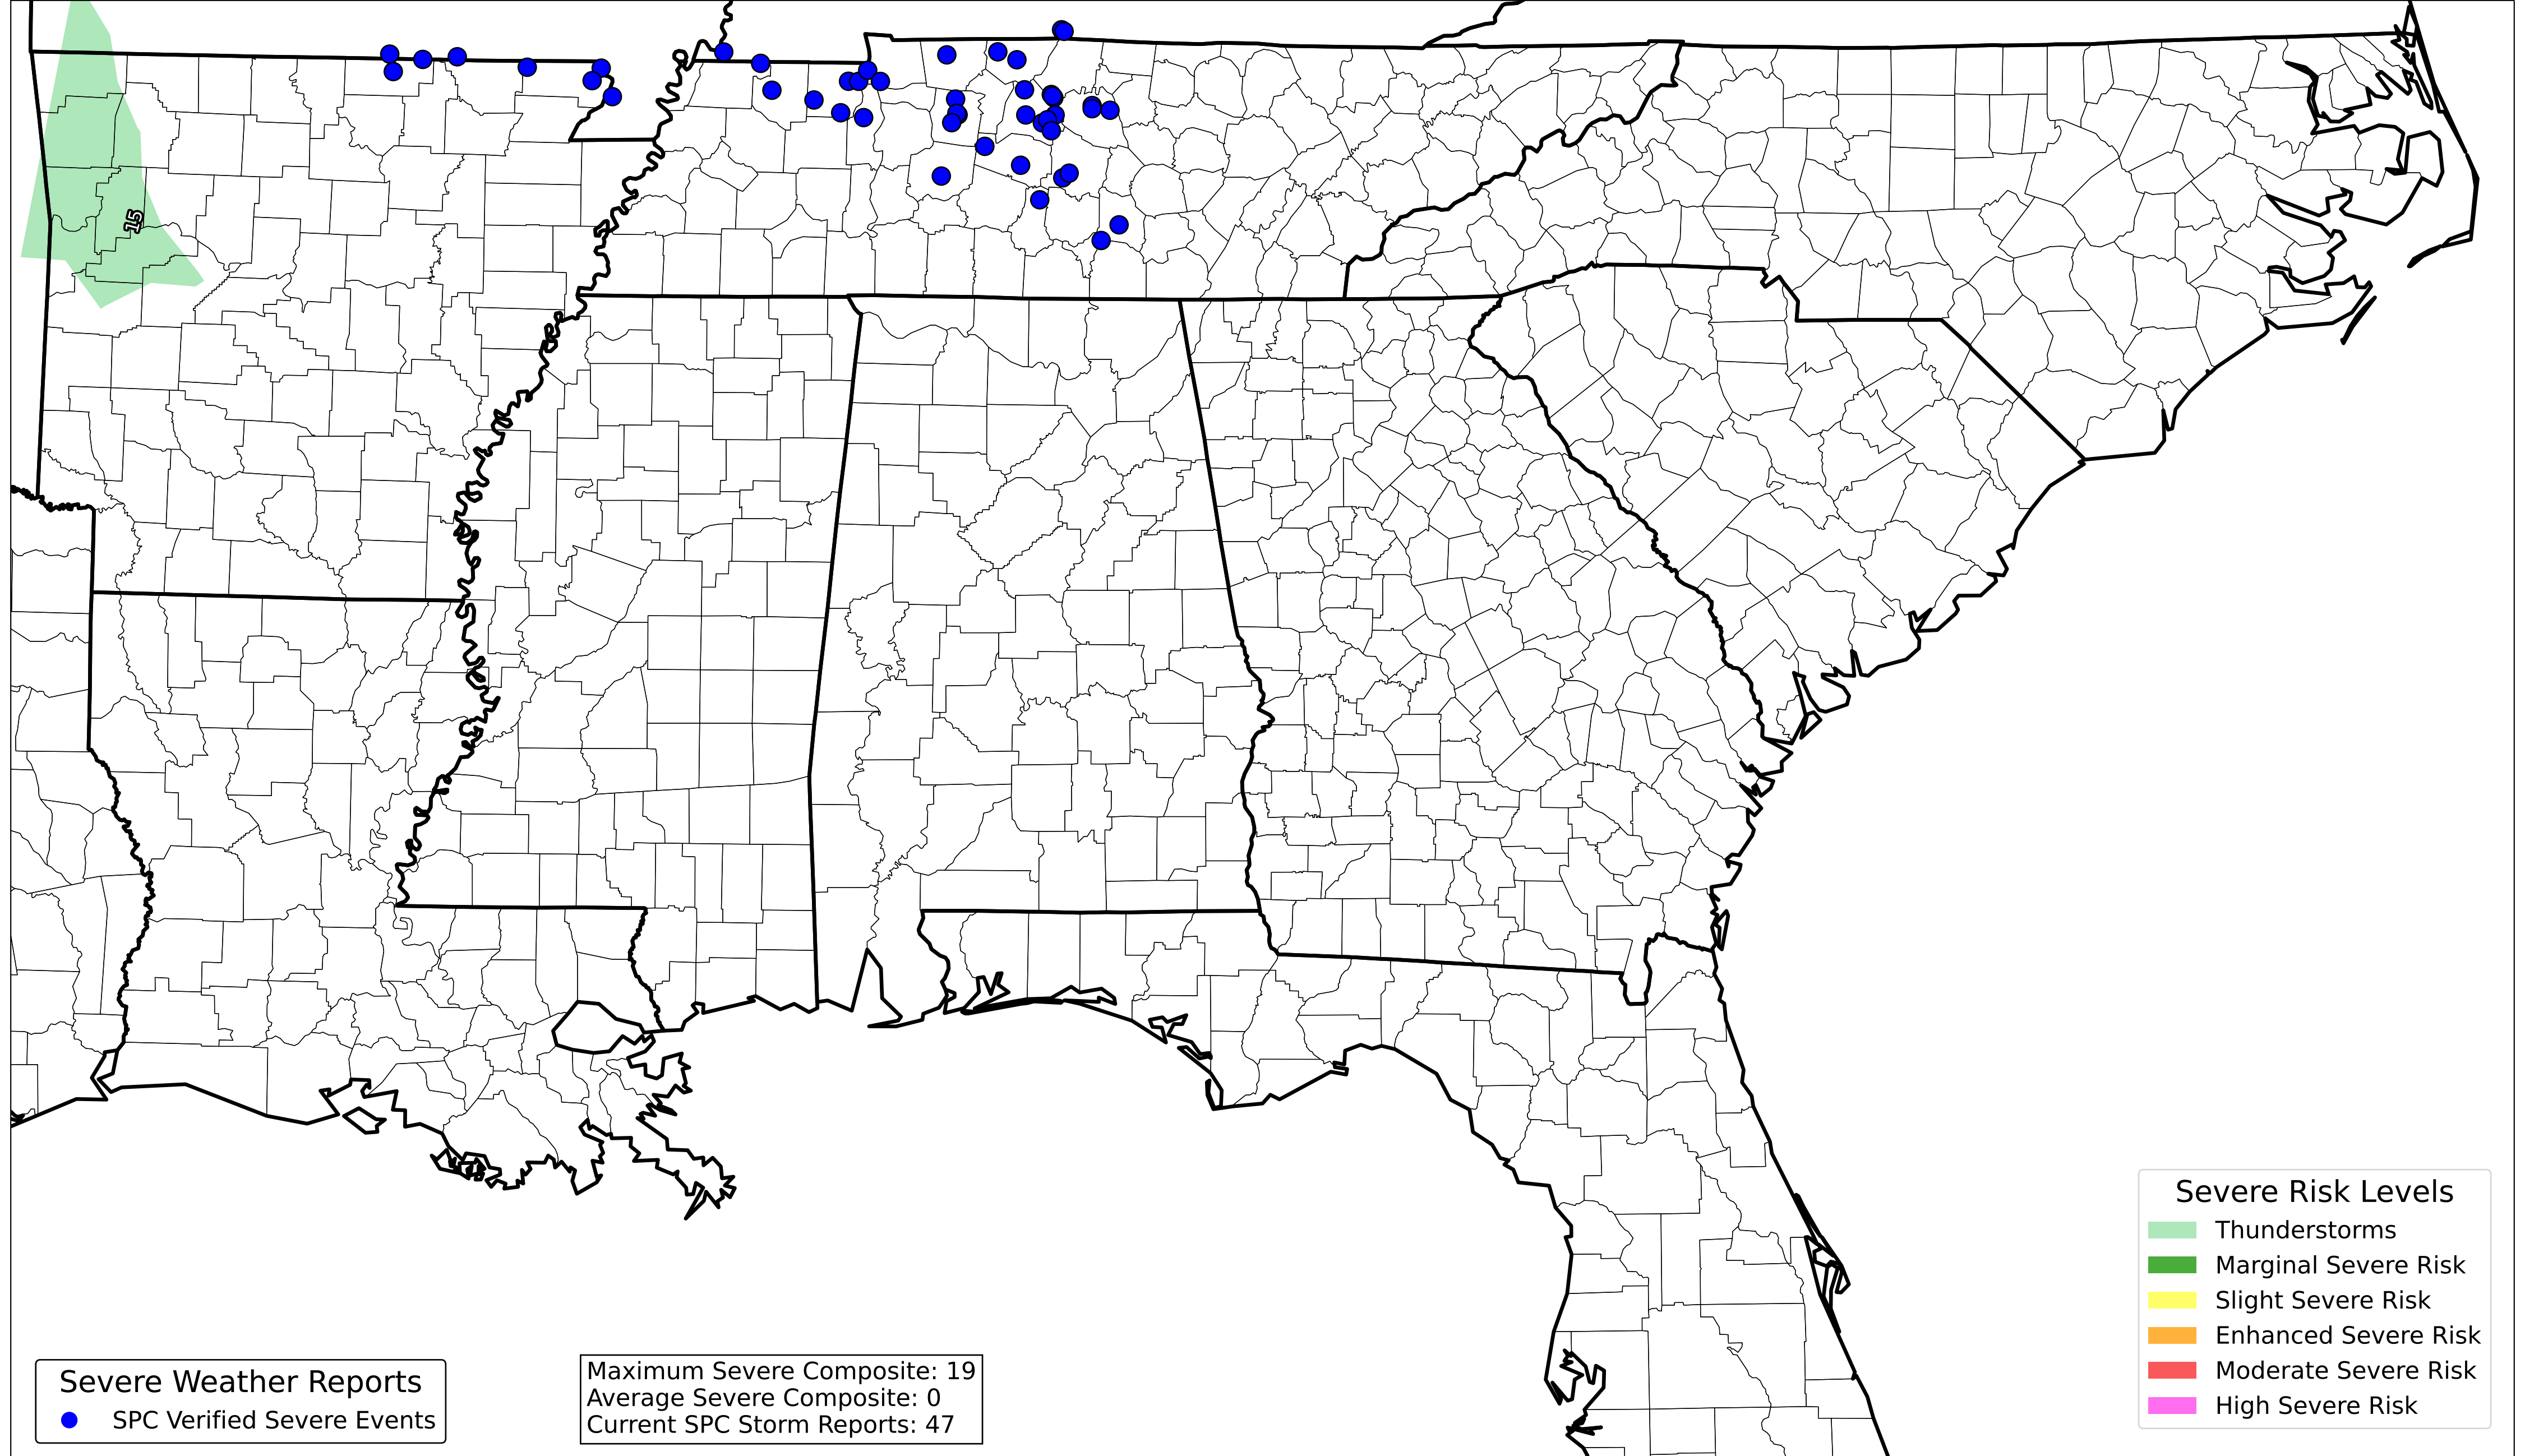 15
Severe Weather Reports
SPC Verified Severe Events
Maximum Severe Composite: 19
Average Severe Composite: 0
Current SPC Storm Reports: 47
Severe Risk Levels
Thunderstorms
Marginal Severe Risk
Slight Severe Risk
Enhanced Severe Risk
Moderate Severe Risk
High Severe Risk